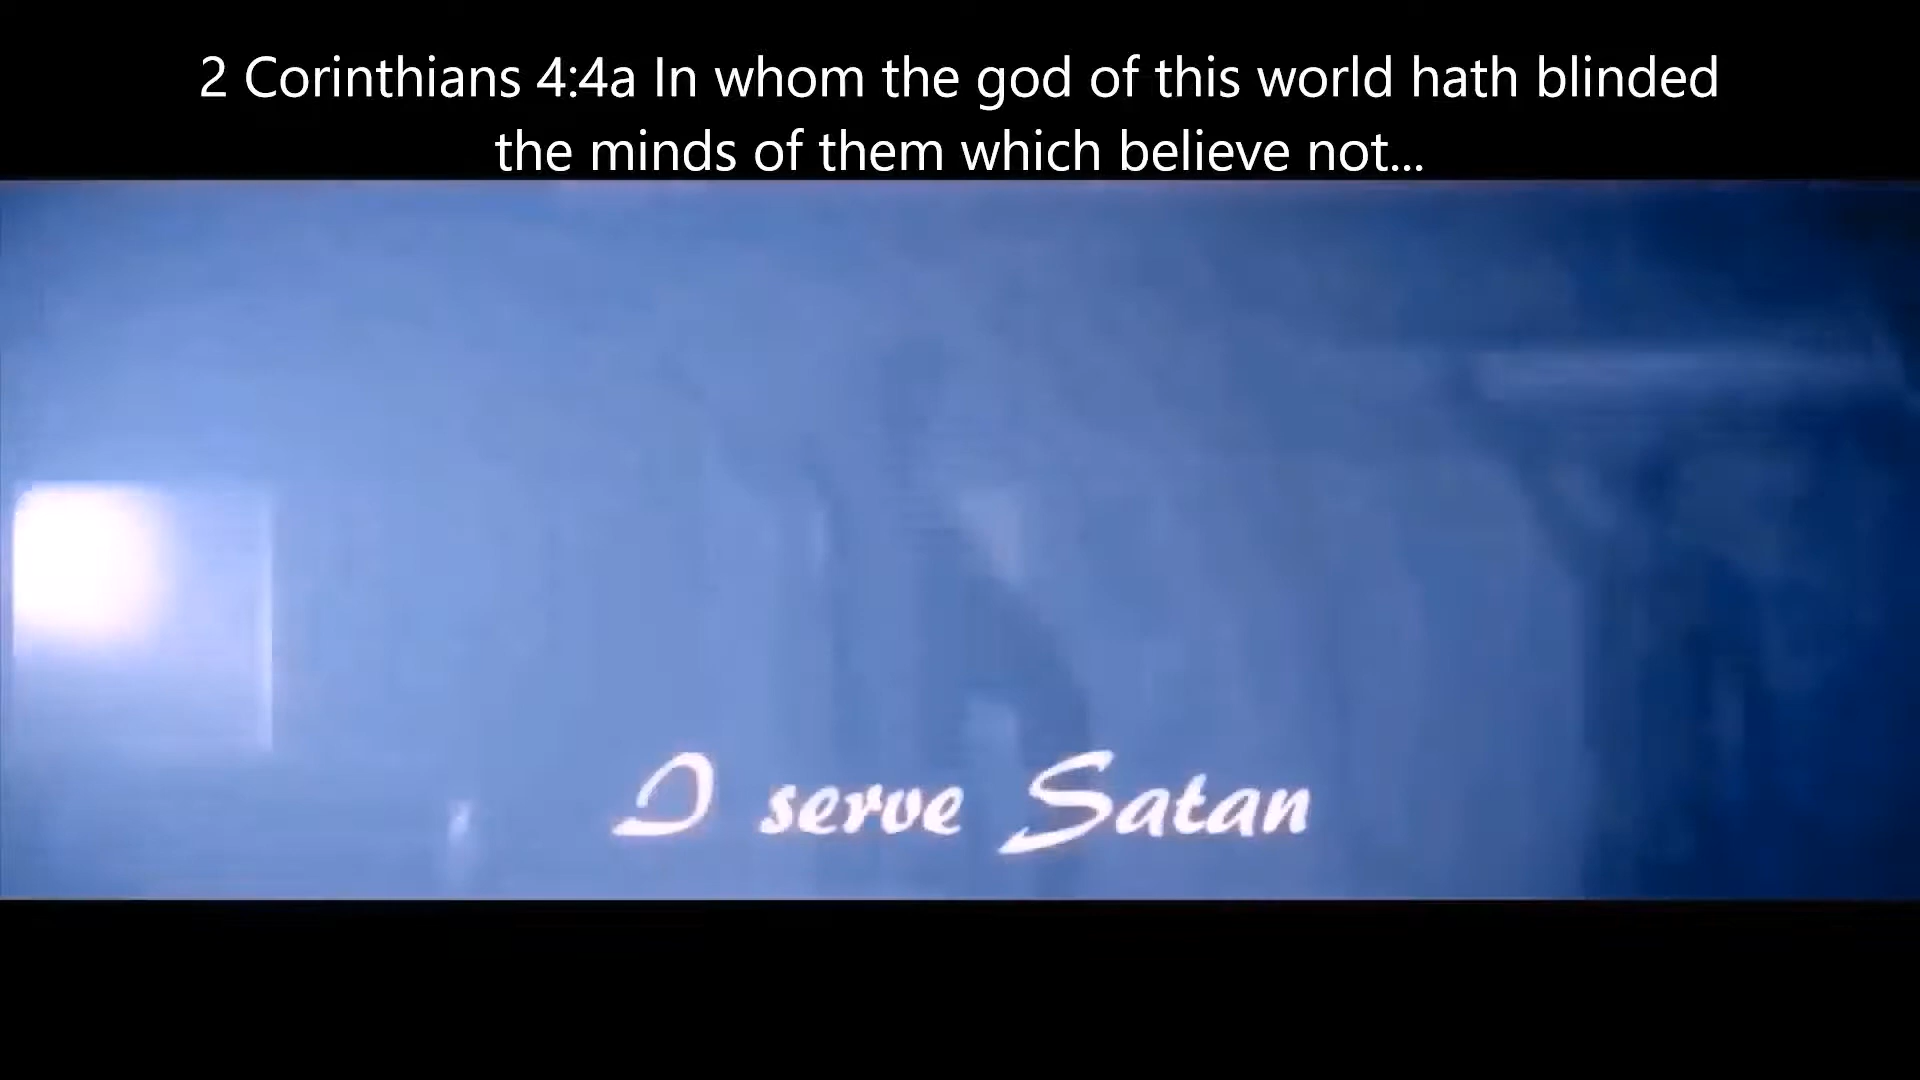 2 Corinthians 4:4a In whom the god of this world hath blinded
the minds of them which believe not...
I serve Satan